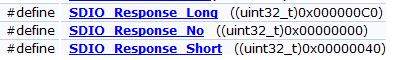 #define SDIO_Response_Long ((uint32_t)0x000000C0)
#define SDIO_Response_No ((uint32_t)0x00000000)
#define SDIO_Response_Short ((uint32_t)0x00000040)